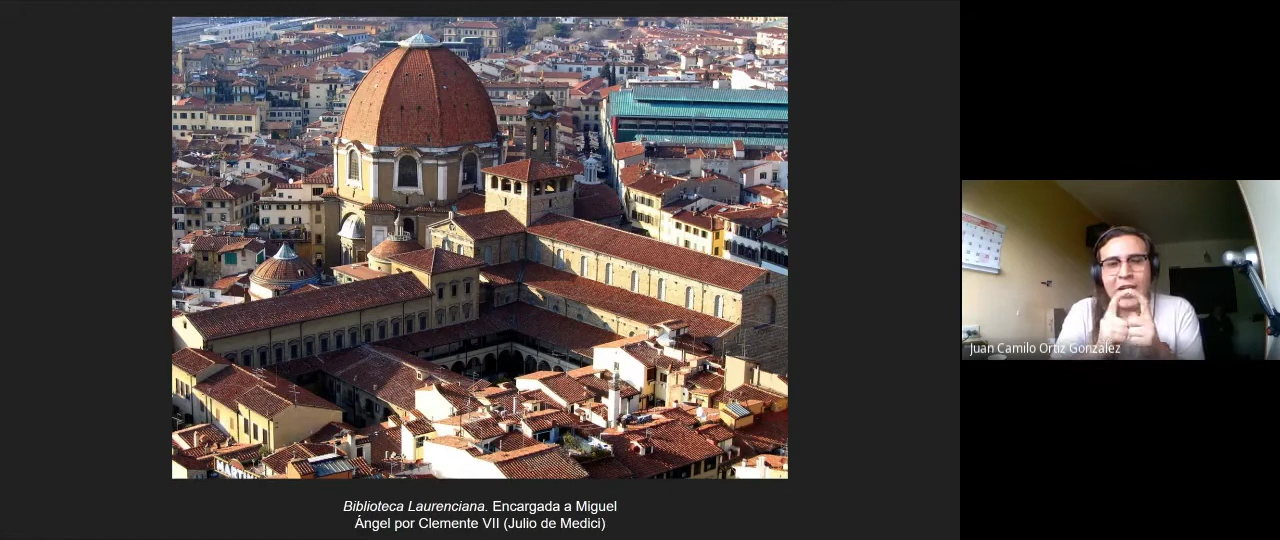 Biblioteca Laurenciana. Encargada a Miguel
Ángel por Clemente VII (Julio de Medici)
Juan Camilo Ortiz Gonzalez